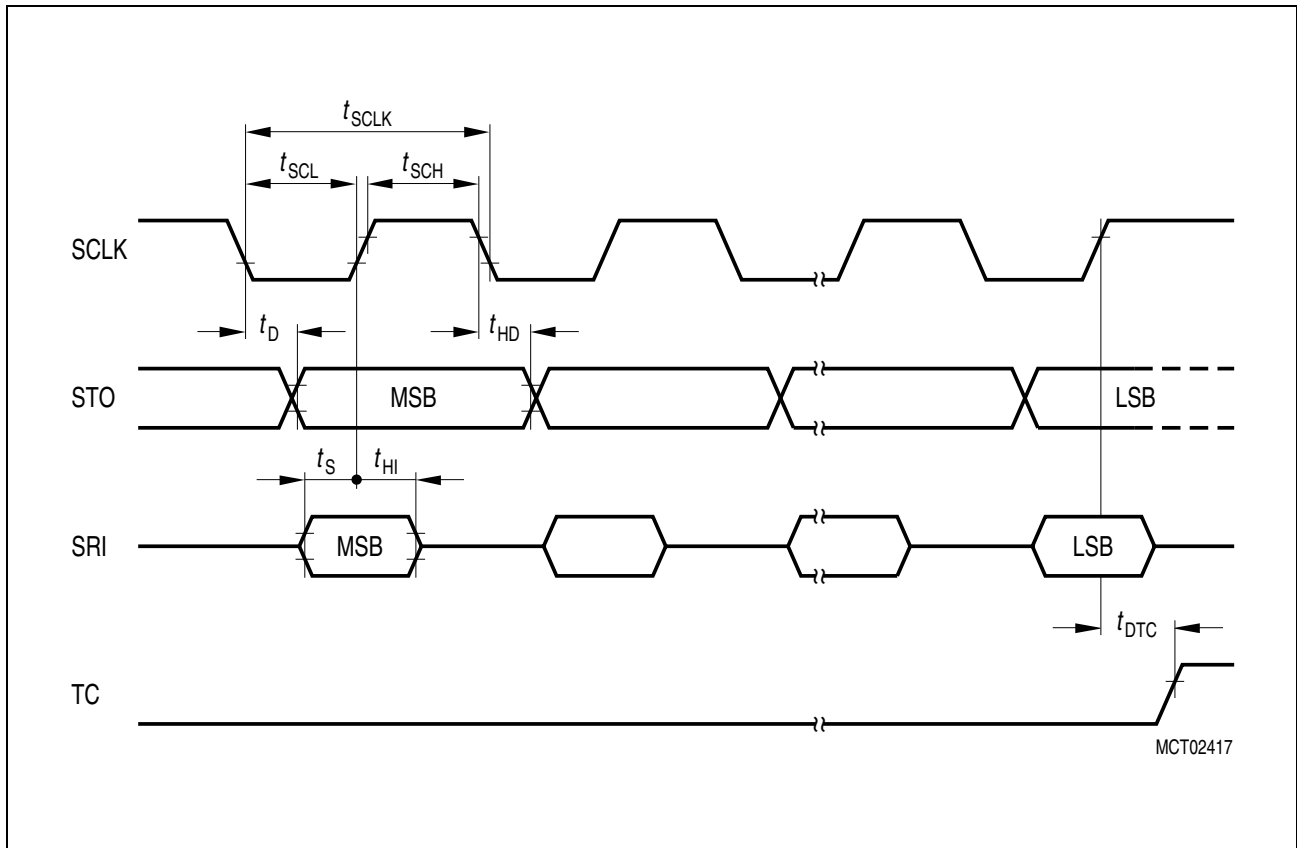 tSCLK
tSCL tSCH
SCLK
tD tHD
STO MSB LSB
tS tHI
SRI MSB LSB
tDTC
TC
MCT02417